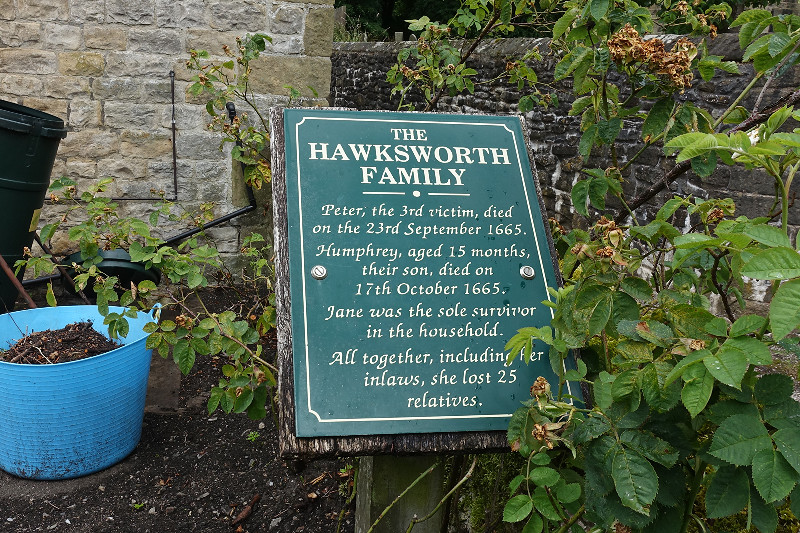 THE
HAWKSWORTH
FAMILY
Peter, the 3rd victim, died
on the 23rd September 1665.
Humphrey, aged 15 months,
their son, died on
17th October 1665.
Jane was the sole survivor
in the household.
All together, including her
inlaws, she lost 25
relatives.